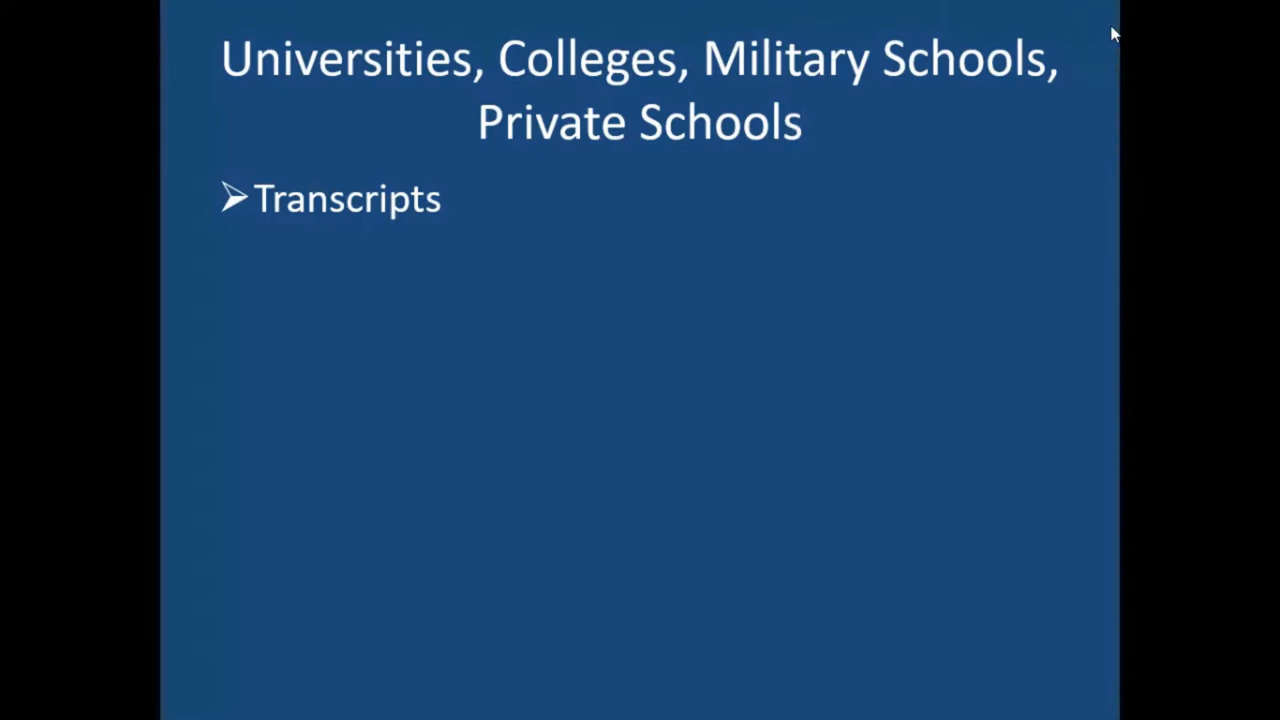 Universities, Colleges, Military Schools,
Private Schools
➢Transcripts